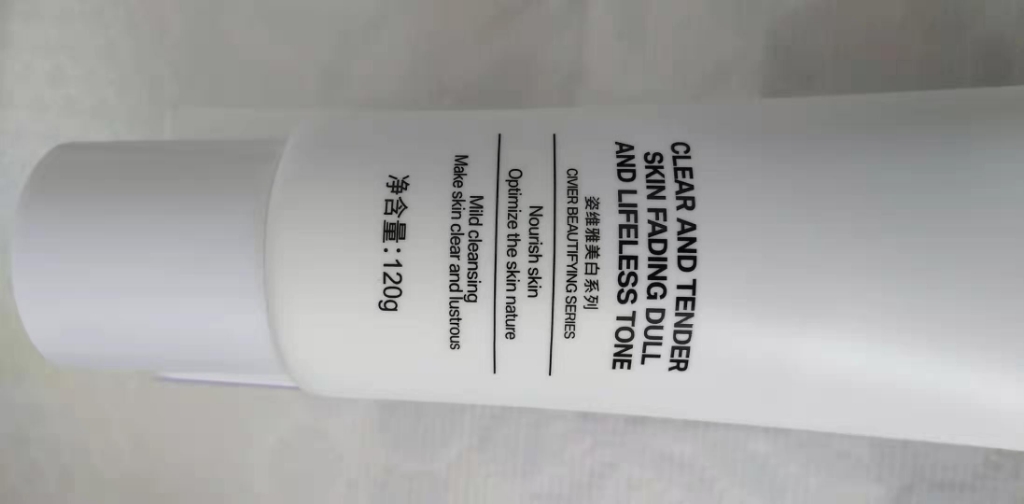 CLEAR AND TENDER
SKIN FADING DULL
AND LIFELESS TONE
姿维雅美白系列
CIVIER BEAUTIFYING SERIES
Nourish skin
Optimize the skin nature
Mild cleansing
Make skin clear and lustrous
净含量:120g